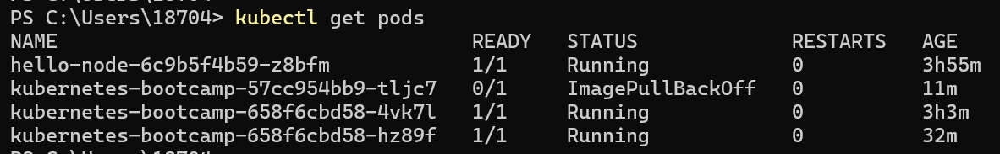 PS C:\Users\18704> kubectl get pods
NAME READY STATUS RESTARTS AGE
hello-node-6c9b5f4b59-z8bfm 1/1 Running 0 3h55m
kubernetes-bootcamp-57cc954bb9-tljc7 0/1 ImagePullBackOff 0 11m
kubernetes-bootcamp-658f6cbd58-4vk7l 1/1 Running 0 3h3m
kubernetes-bootcamp-658f6cbd58-hz89f 1/1 Running 0 32m